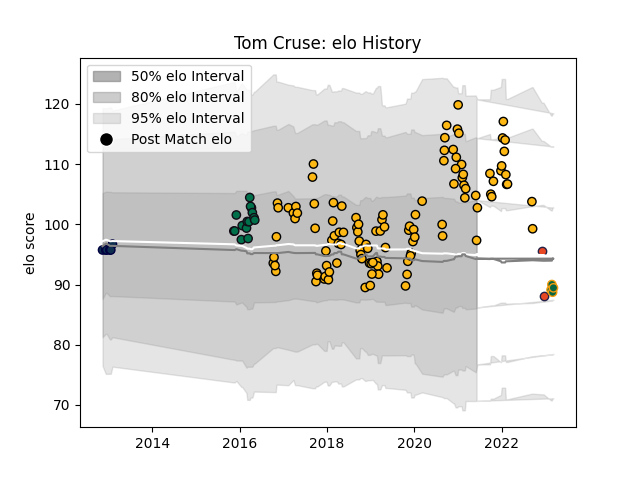 Tom Cruse: elo History
50% elo Interval
80% elo Interval
95% elo Interval
Post Match elo
elo score
120
110
100
90
80
70
2014
2016
2018
2020
2022